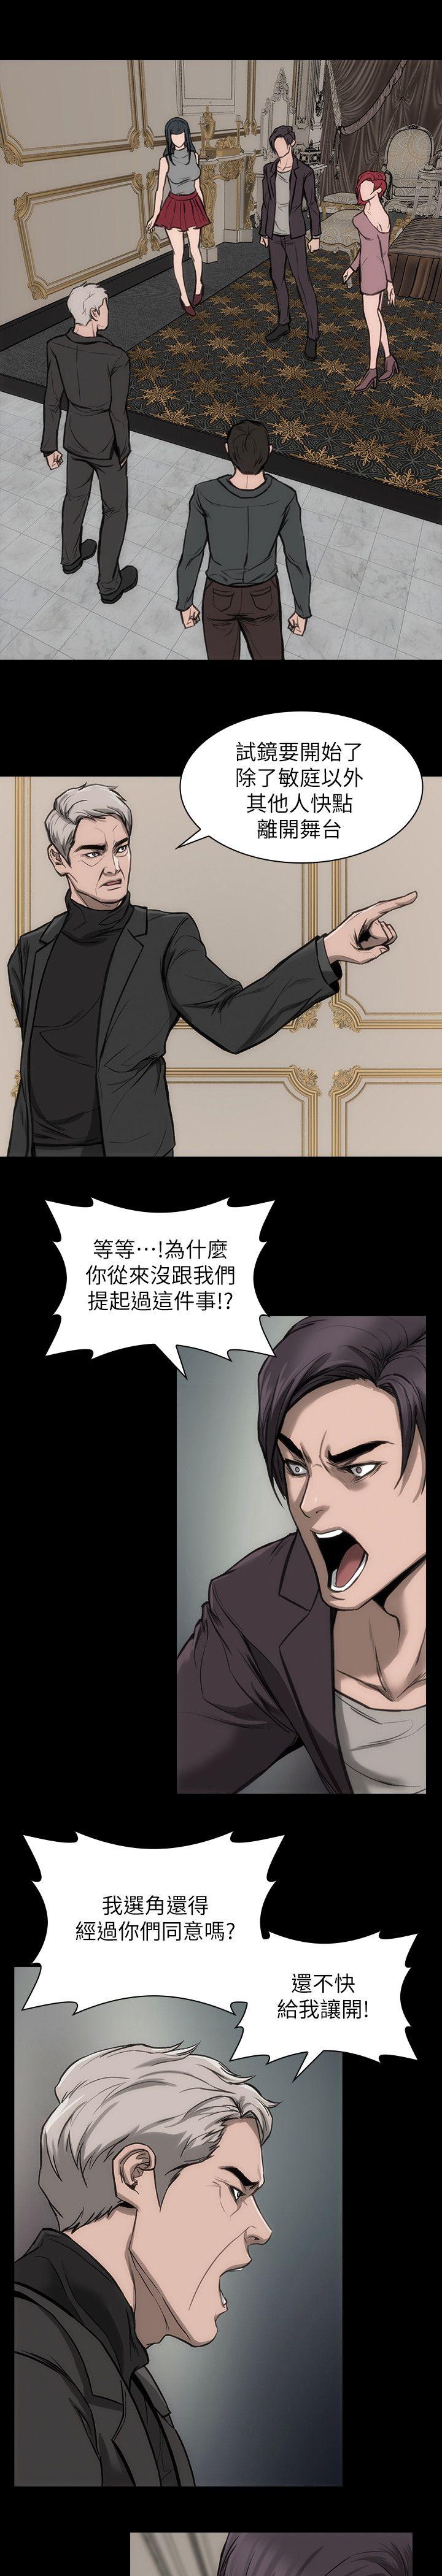 試鏡要開始了
除了敏庭以外
其他人快點
離開舞台
等等…!為什麼
你從來沒跟我們
提起過這件事!?
我選角還得
經過你們同意嗎?
還不快
給我讓開!